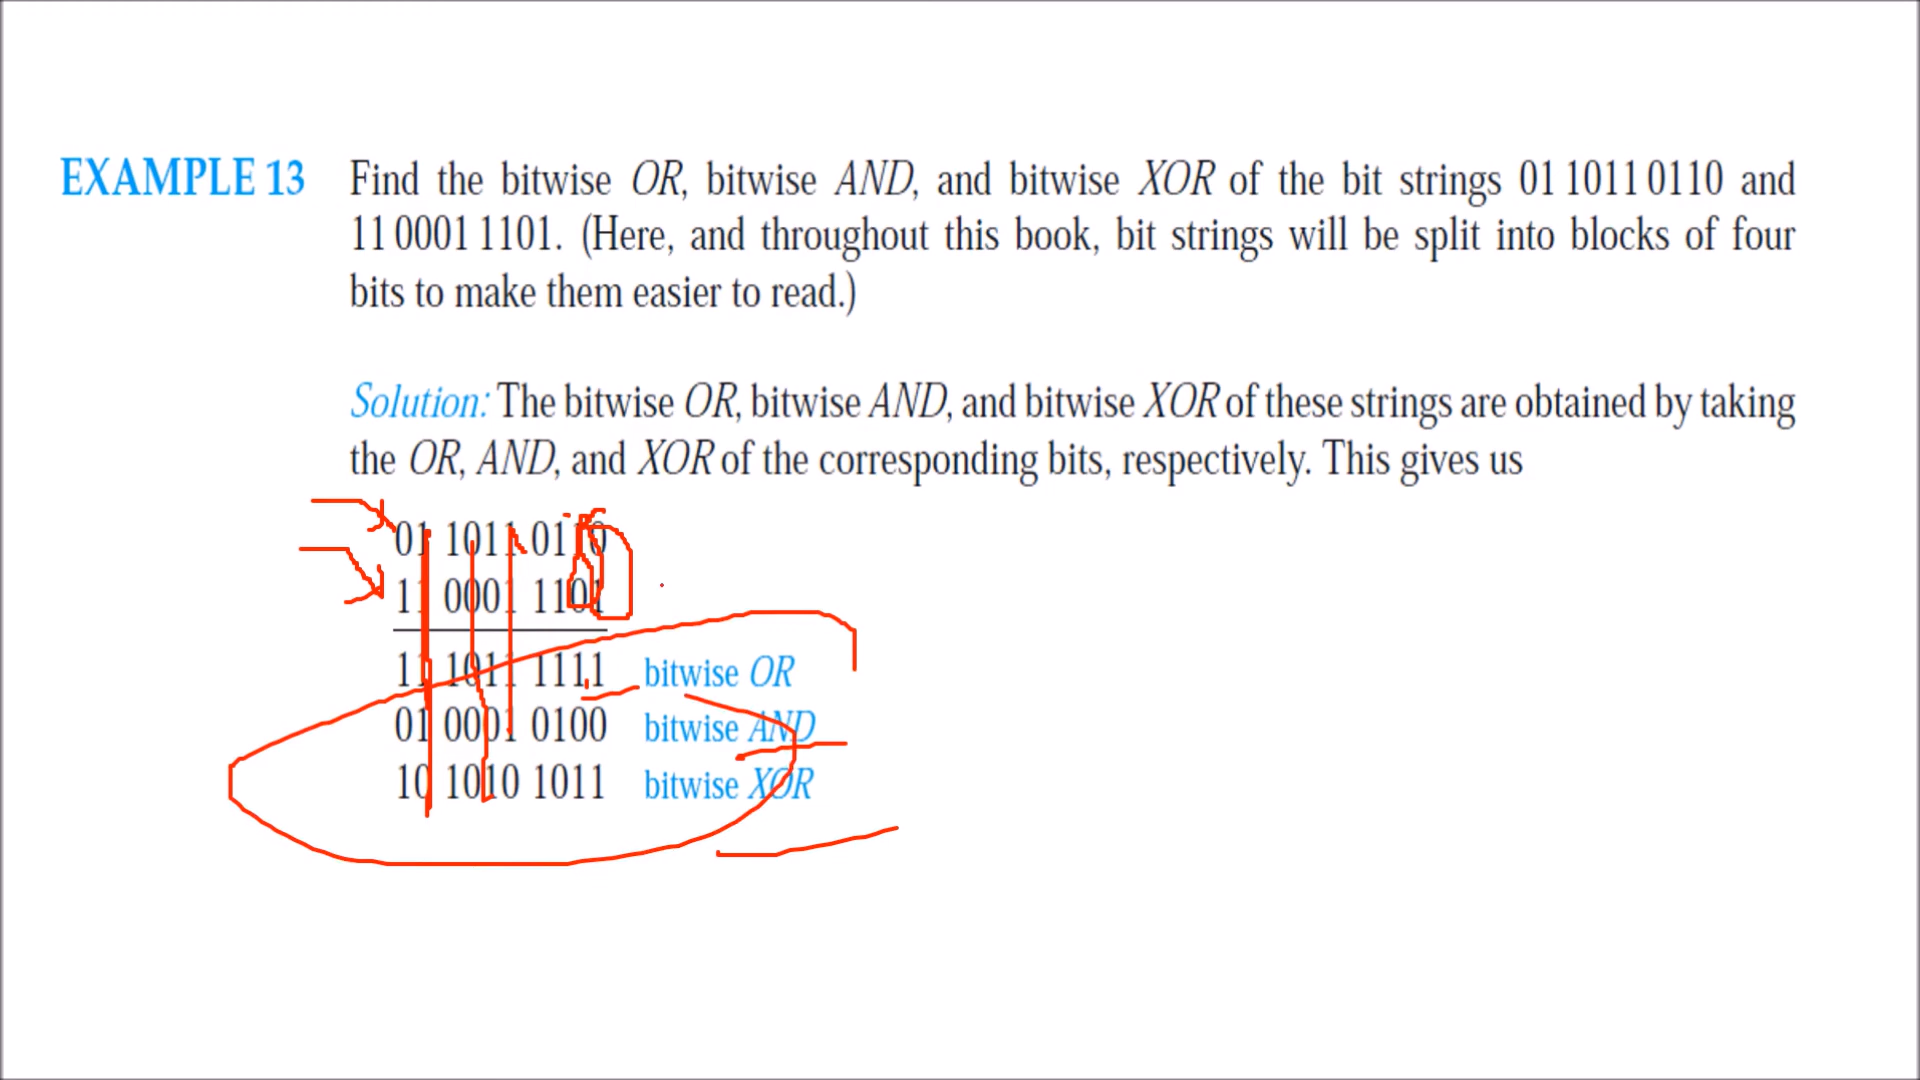 EXAMPLE 13 Find the bitwise OR, bitwise AND, and bitwise XOR of the bit strings 01 1011 0110 and
11 0001 1101. (Here, and throughout this book, bit strings will be split into blocks of four
bits to make them easier to read.)
Solution: The bitwise OR, bitwise AND, and bitwise XOR of these strings are obtained by taking
the OR, AND, and XOR of the corresponding bits, respectively. This gives us
01 1011 0110
11 0001 1101
11 1011 1111 bitwise OR
01 0001 0100 bitwise AND
10 1010 1011 bitwise XOR